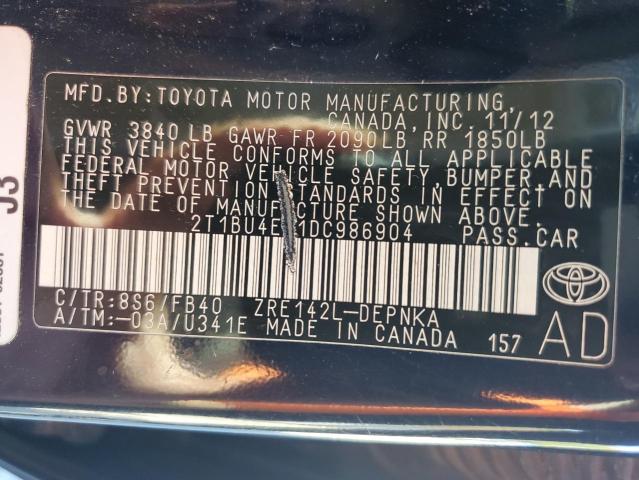 MFD. BY: TOYOTA MOTOR MANUFACTURING,
CANADA, INC. 11/12
GVWR 3840 LB GAWR FR 2090LB RR 1850LB
THIS VEHICLE CONFORMS TO ALL APPLICABLE
FEDERAL MOTOR VEHICLE SAFETY, BUMPER, AND
THEFT PREVENTION STANDARDS IN EFFECT ON
THE DATE OF MANUFACTURE SHOWN ABOVE.
PASS. CAR
C/TR: 8S6/FB40 ZRE142L-DEPNKA
A/TM: -03A/U341E MADE IN CANADA 157
AD
J3